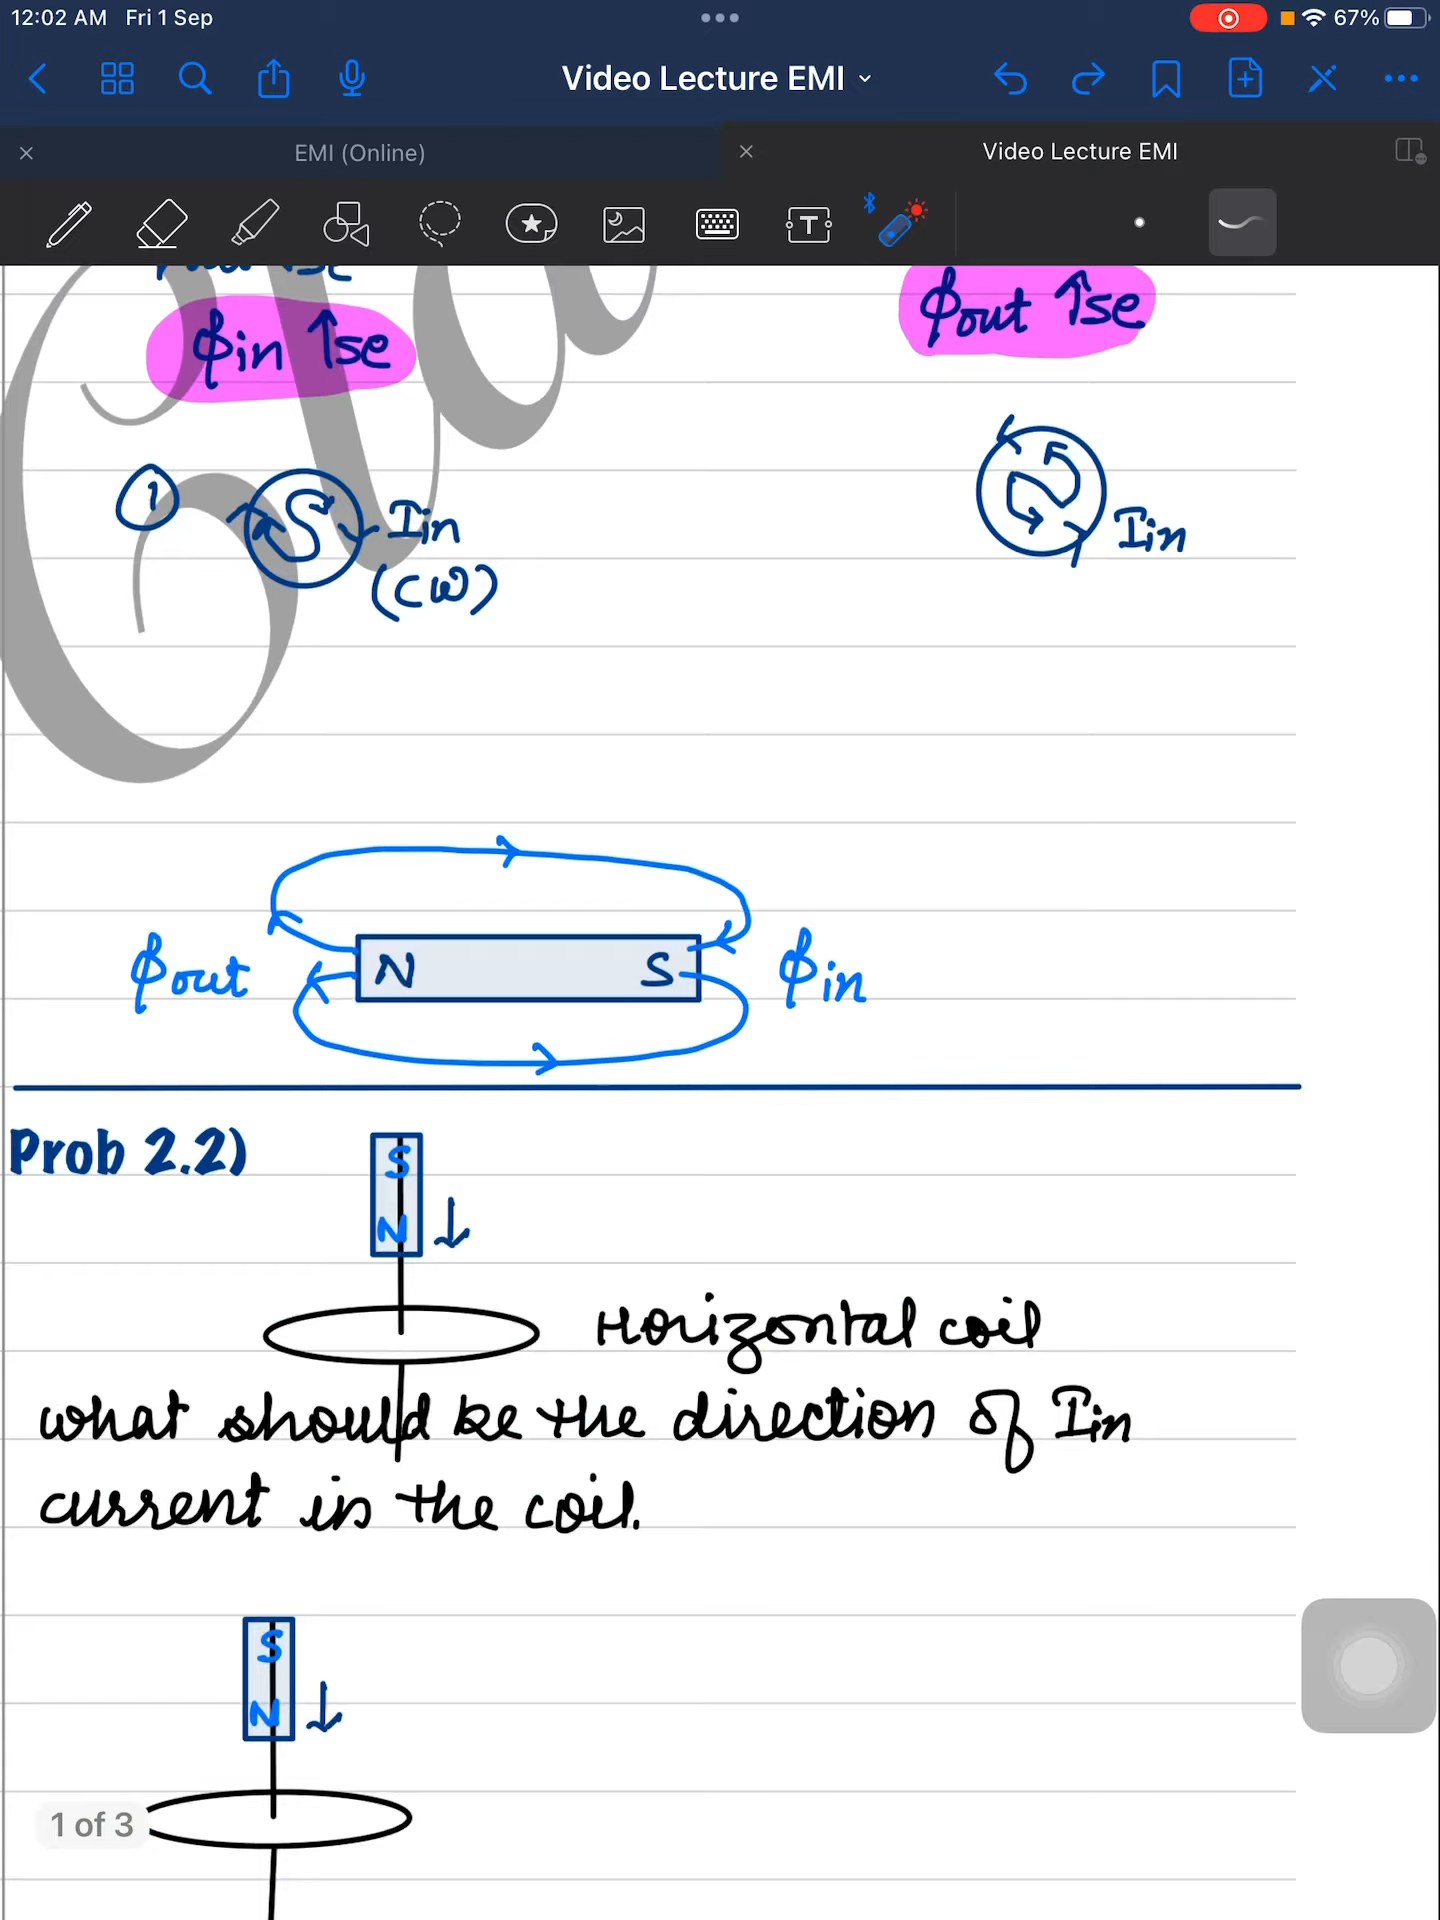 12:02 AM Fri 1 Sep
67%
Video Lecture EMI
EMI (Online)
Video Lecture EMI
T
ϕin ↑se
ϕout ↑se
1
Iin
(CW)
Iin
ϕout
N S
ϕin
Prob 2.2)
S
N
Horizontal coil
what should be the direction of Iin
current in the coil.
S
N
1 of 3